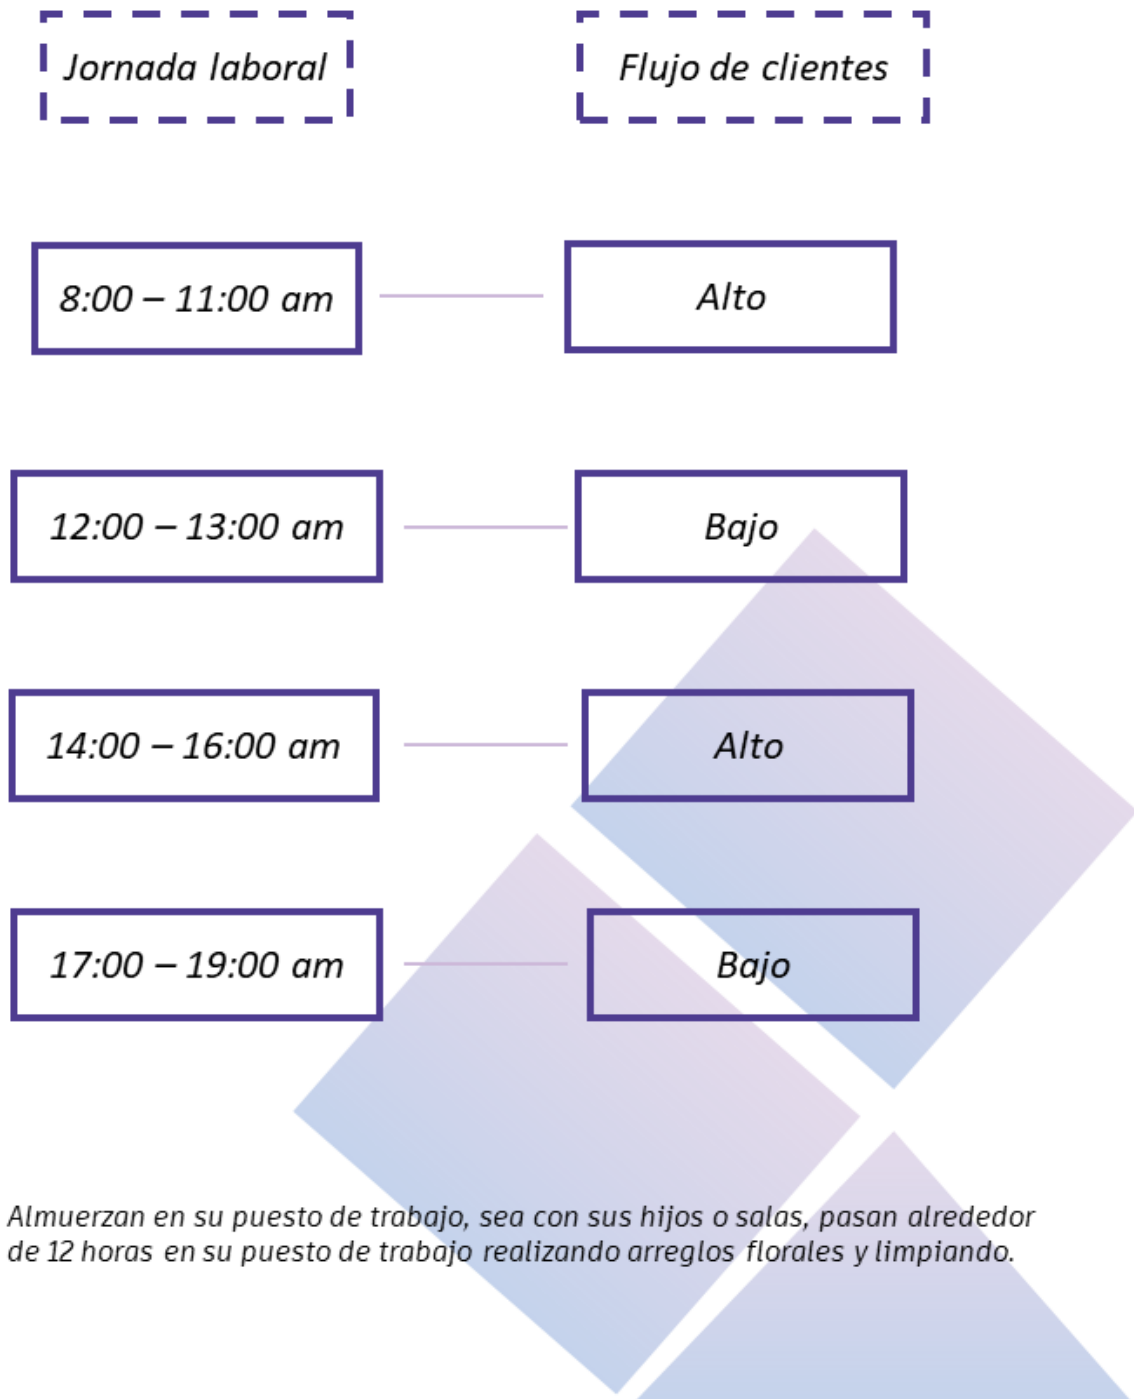 Jornada laboral
Flujo de clientes
8:00 – 11:00 am
Alto
12:00 – 13:00 am
Bajo
14:00 – 16:00 am
Alto
17:00 – 19:00 am
Bajo
Almuerzan en su puesto de trabajo, sea con sus hijos o salas, pasan alrededor
de 12 horas en su puesto de trabajo realizando arreglos florales y limpiando.